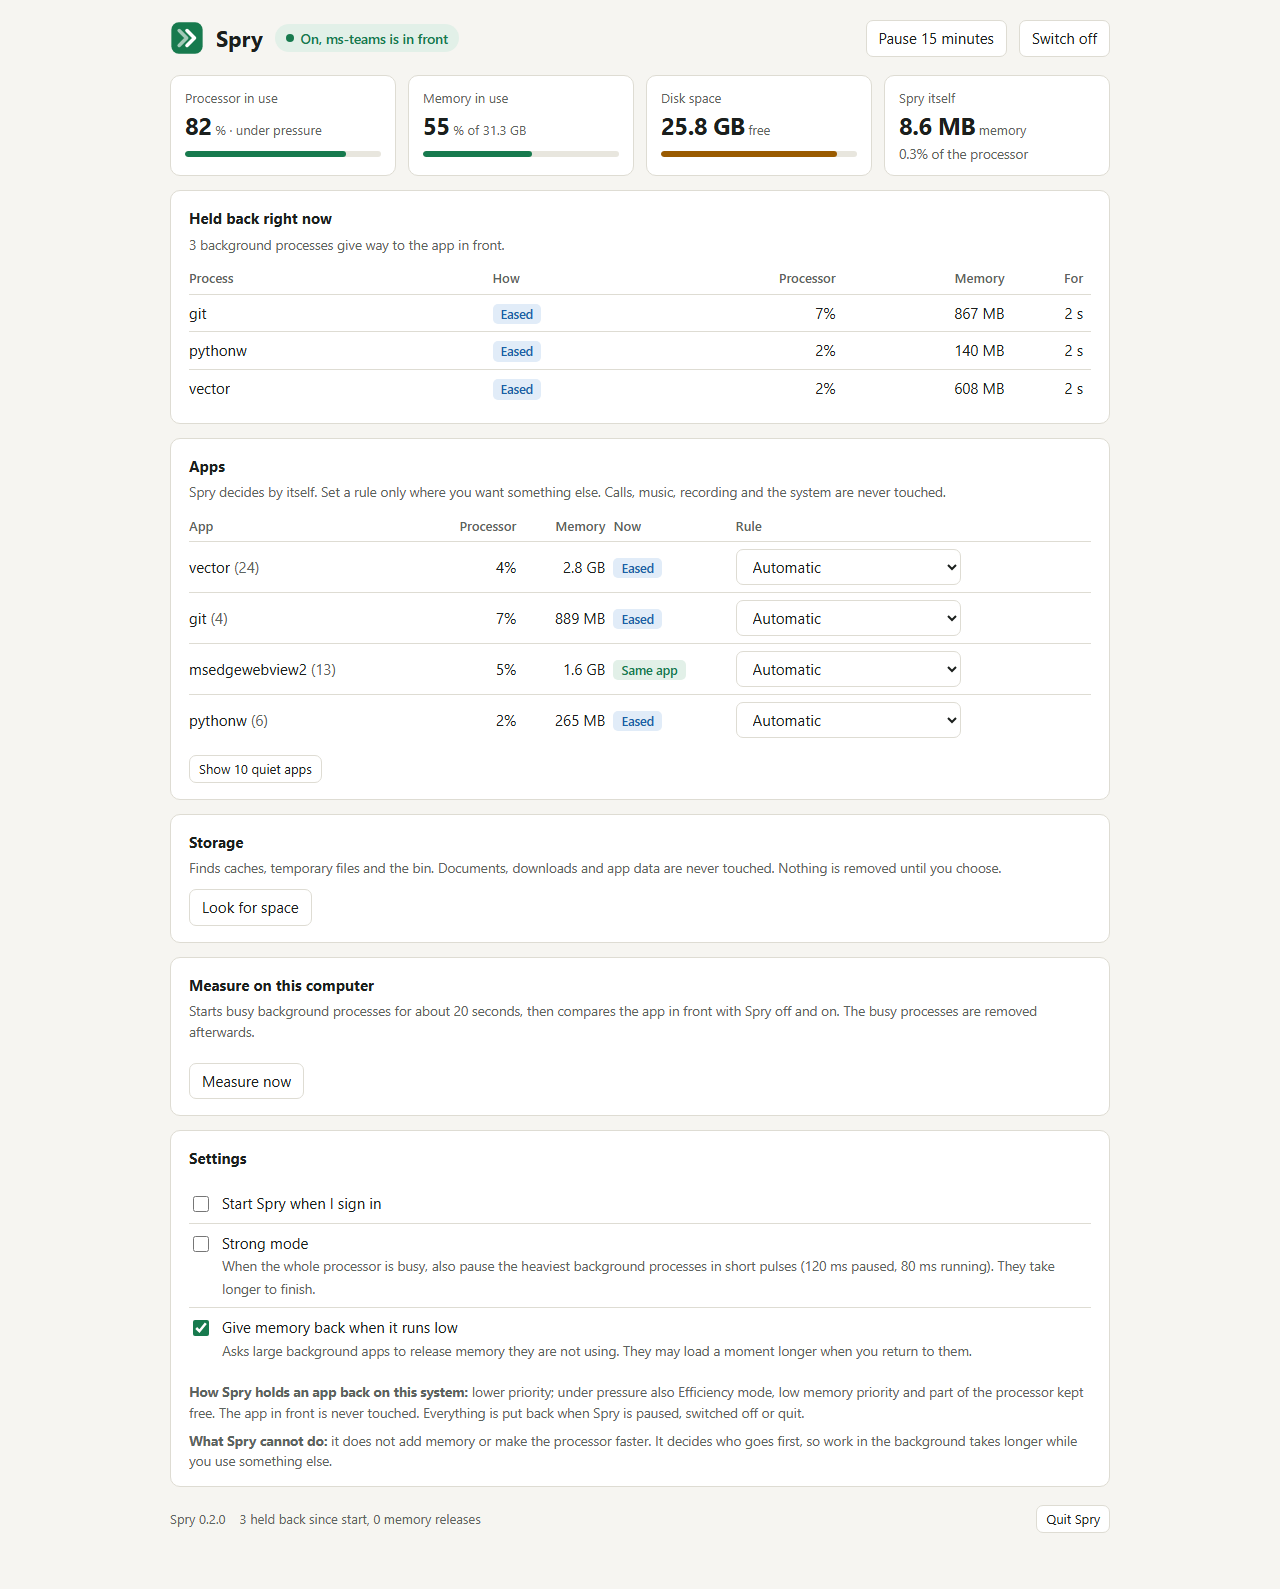 Spry
On, ms-teams is in front
Pause 15 minutes
Switch off
Processor in use
82 % · under pressure
Memory in use
55 % of 31.3 GB
Disk space
25.8 GB free
Spry itself
8.6 MB memory
0.3% of the processor
Held back right now
3 background processes give way to the app in front.
Process How Processor Memory For
git Eased 7% 867 MB 2 s
pythonw Eased 2% 140 MB 2 s
vector Eased 2% 608 MB 2 s
Apps
Spry decides by itself. Set a rule only where you want something else. Calls, music, recording and the system are never touched.
App Processor Memory Now Rule
vector (24) 4% 2.8 GB Eased Automatic
git (4) 7% 889 MB Eased Automatic
msedgewebview2 (13) 5% 1.6 GB Same app Automatic
pythonw (6) 2% 265 MB Eased Automatic
Show 10 quiet apps
Storage
Finds caches, temporary files and the bin. Documents, downloads and app data are never touched. Nothing is removed until you choose.
Look for space
Measure on this computer
Starts busy background processes for about 20 seconds, then compares the app in front with Spry off and on. The busy processes are removed
afterwards.
Measure now
Settings
Start Spry when I sign in
Strong mode
When the whole processor is busy, also pause the heaviest background processes in short pulses (120 ms paused, 80 ms running). They take
longer to finish.
Give memory back when it runs low
Asks large background apps to release memory they are not using. They may load a moment longer when you return to them.
How Spry holds an app back on this system: lower priority; under pressure also Efficiency mode, low memory priority and part of the processor kept
free. The app in front is never touched. Everything is put back when Spry is paused, switched off or quit.
What Spry cannot do: it does not add memory or make the processor faster. It decides who goes first, so work in the background takes longer while
you use something else.
Spry 0.2.0 3 held back since start, 0 memory releases
Quit Spry